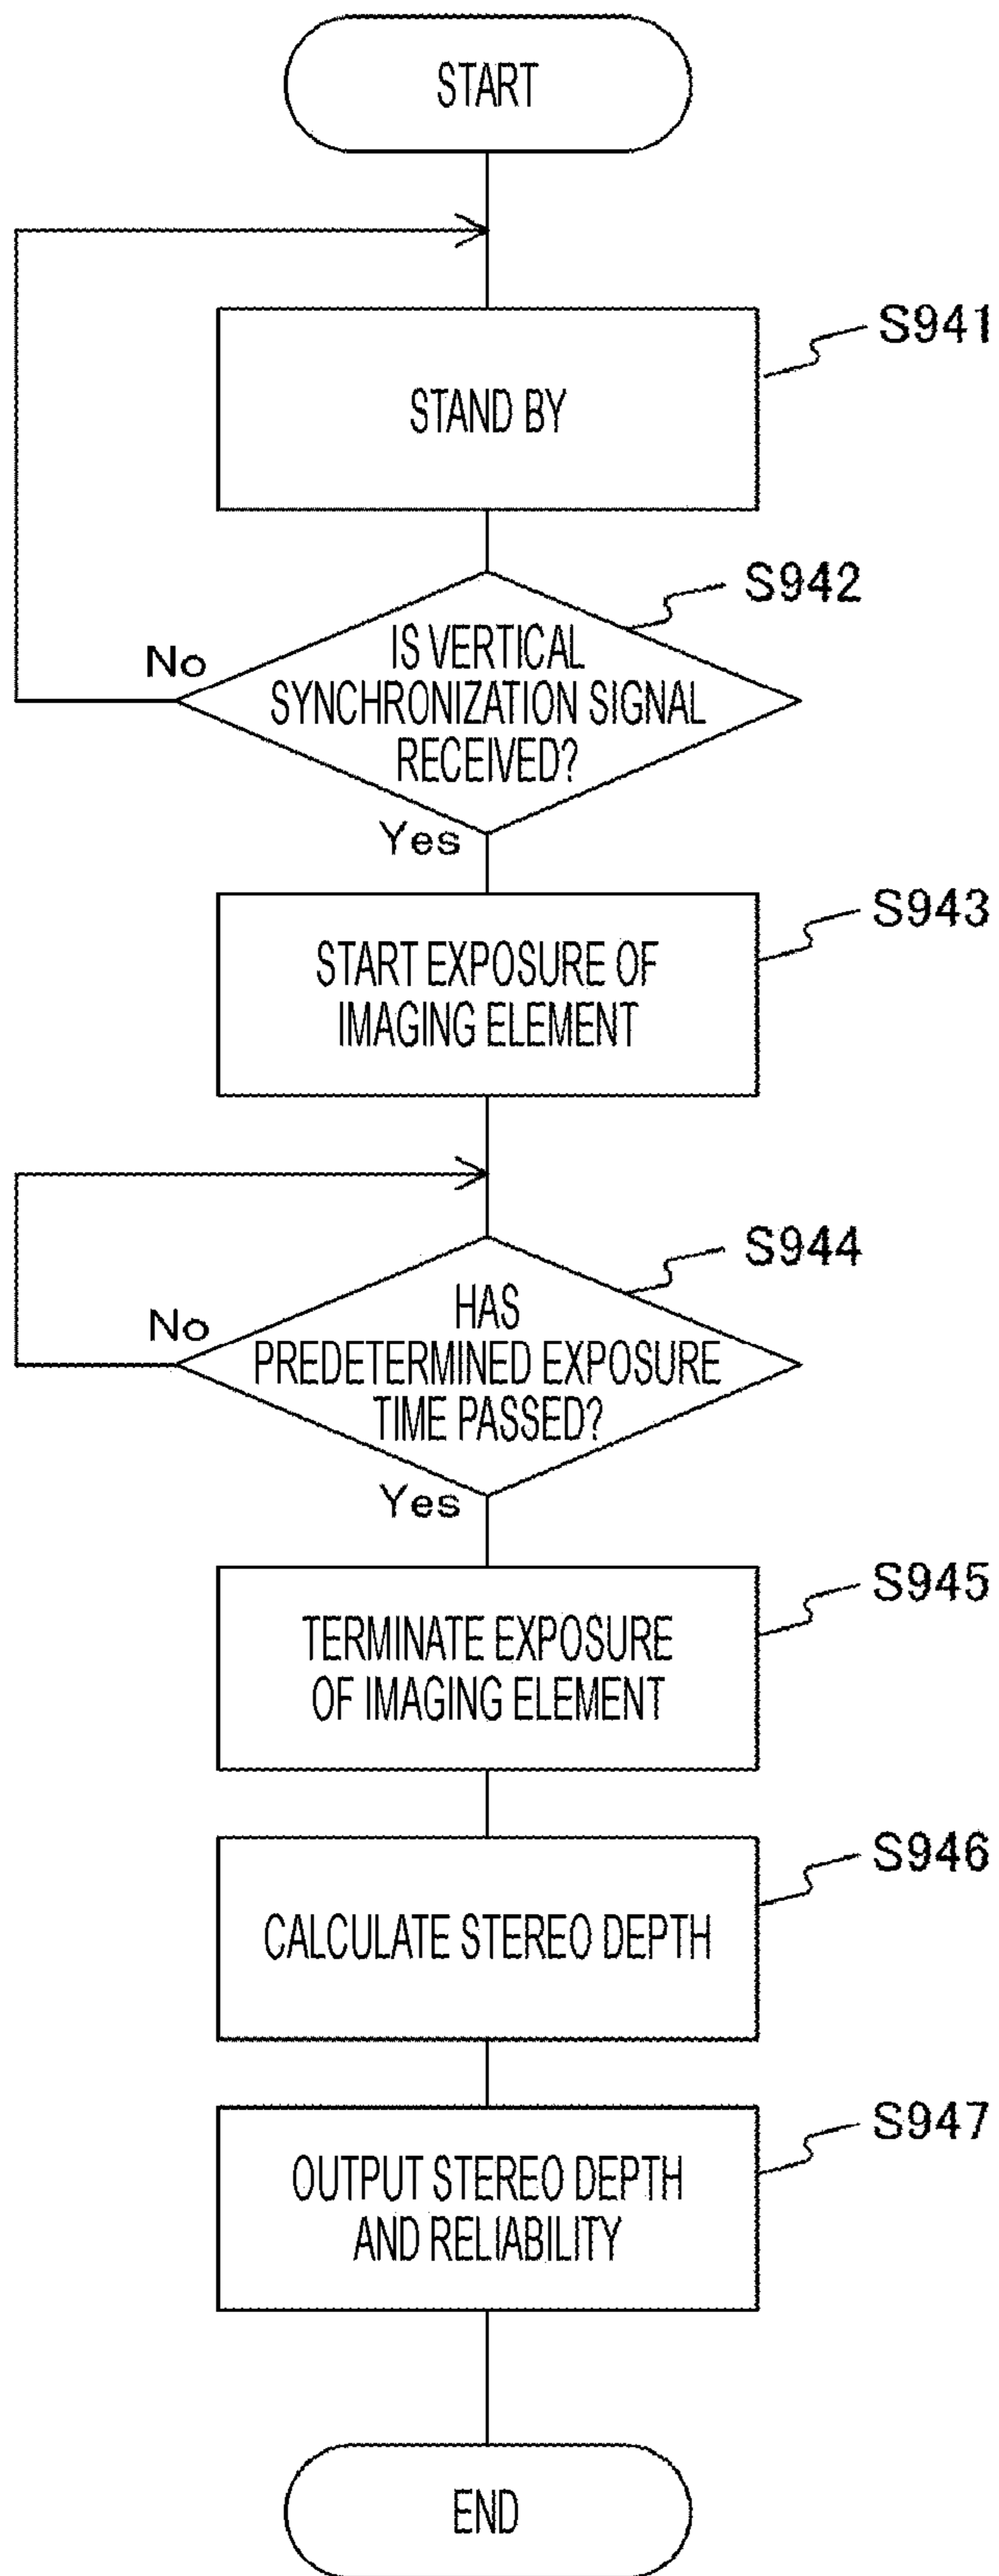 START
S941
STAND BY
S942
IS VERTICAL
SYNCHRONIZATION SIGNAL
RECEIVED?
No
Yes
S943
START EXPOSURE OF
IMAGING ELEMENT
S944
HAS
PREDETERMINED EXPOSURE
TIME PASSED?
No
Yes
S945
TERMINATE EXPOSURE
OF IMAGING ELEMENT
S946
CALCULATE STEREO DEPTH
S947
OUTPUT STEREO DEPTH
AND RELIABILITY
END